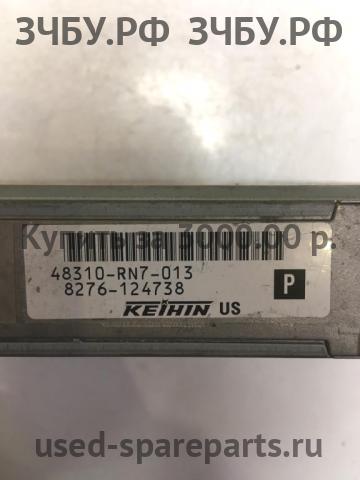 ЗЧБУ.РФ ЗЧБУ.РФ
Купить за 3000.00 р.
48310-RN7-013
8276-124738
P
KEIHIN US
used-spareparts.ru